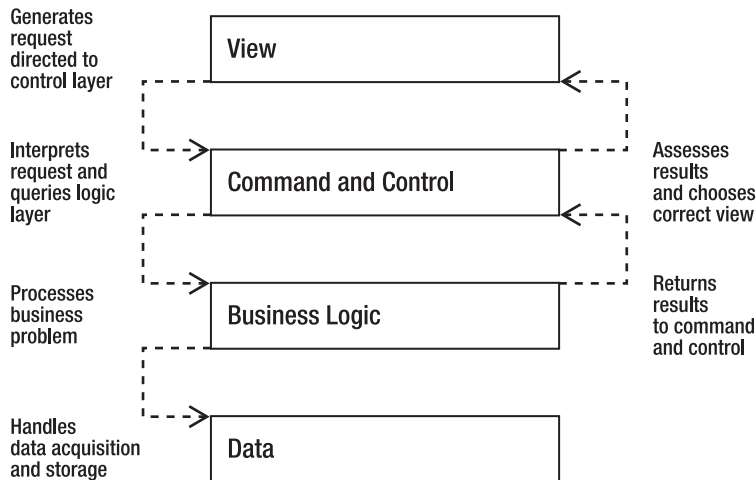 Generates
request
directed to
control layer
View
Interprets
request and
queries logic
layer
Command and Control
Assesses
results
and chooses
correct view
Processes
business
problem
Business Logic
Returns
results
to command
and control
Handles
data acquisition
and storage
Data